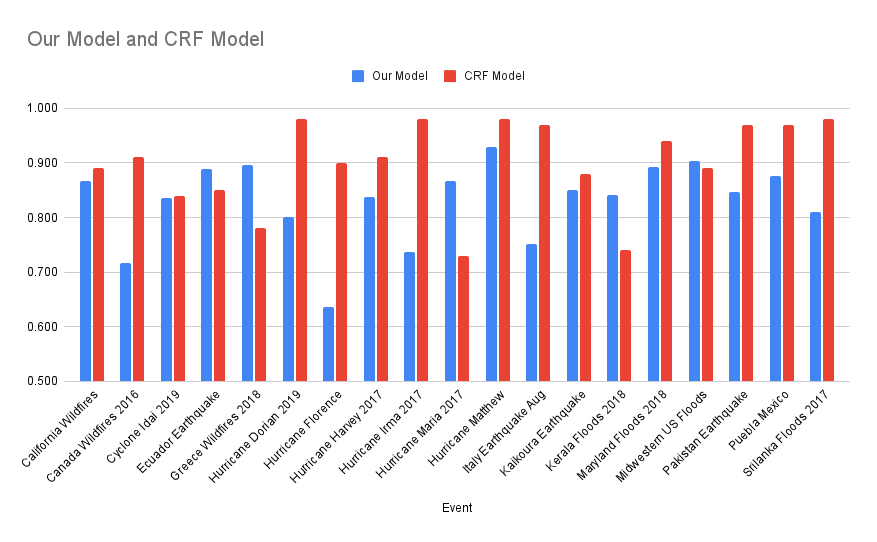 Our Model and CRF Model
Our Model
CRF Model
1.000
0.900
0.800
0.700
0.600
0.500
California Wildfires
Canada Wildfires 2016
Cyclone Idai 2019
Ecuador Earthquake
Greece Wildfires 2018
Hurricane Dorian 2019
Hurricane Florence
Hurricane Harvey 2017
Hurricane Irma 2017
Hurricane Maria 2017
Hurricane Matthew
Italy Earthquake Aug
Kaikoura Earthquake
Kerala Floods 2018
Maryland Floods 2018
Midwestern US Floods
Pakistan Earthquake
Puebla Mexico
Srilanka Floods 2017
Event